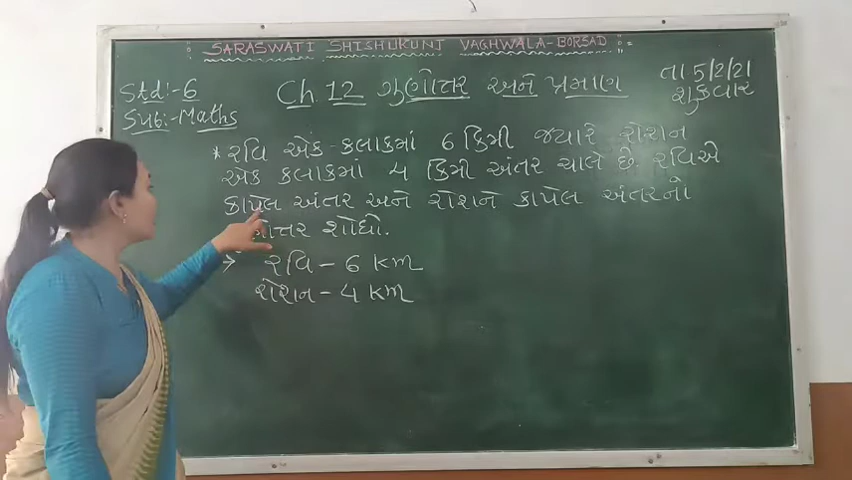 SARASWATI SHISHUKUNJ VAGHWALA-BORSAD
Std:-6
Sub:-Maths
Ch 12 ગુણોત્તર અને પ્રમાણ
તા 5/2/21
શુક્રવાર
* રવિ એક કલાકમાં 6 કિમી જ્યારે રોશન
એક કલાકમાં 4 કિમી અંતર ચાલે છે. રવિએ
કાપેલ અંતર અને રોશને કાપેલ અંતરનો
શોધો.
→ રવિ - 6 km
રોશન - 4 km